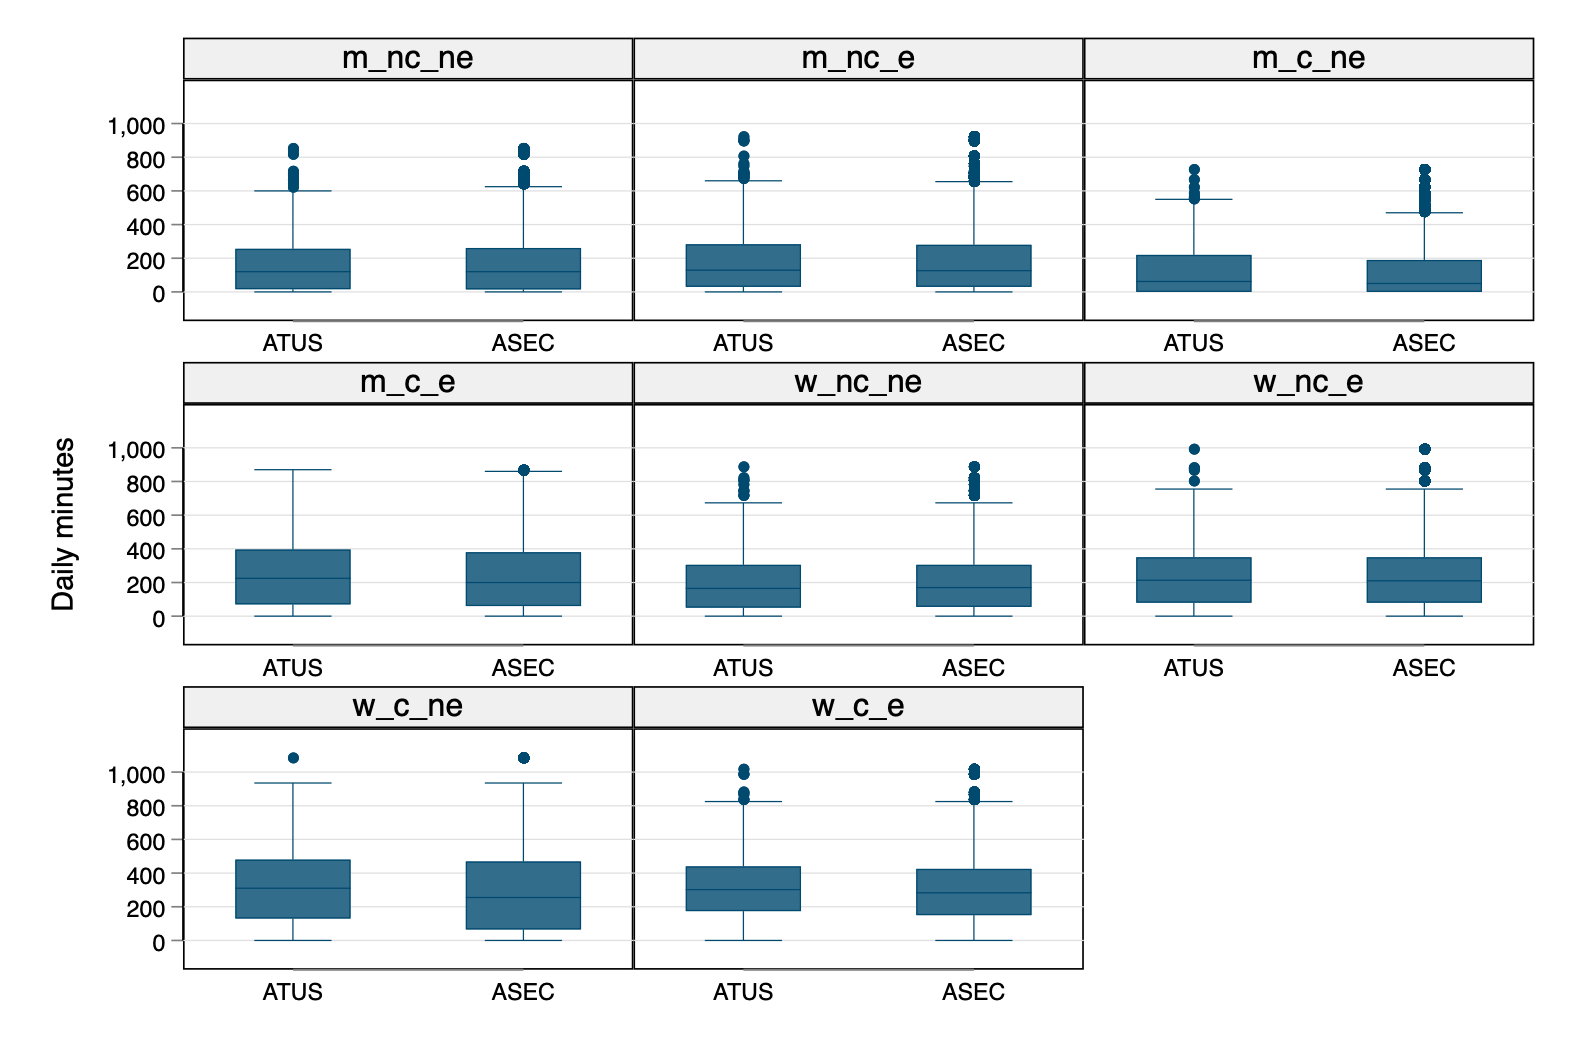 m_nc_ne m_nc_e m_c_ne
1,000
800
600
400
200
0
ATUS ASEC ATUS ASEC ATUS ASEC
m_c_e w_nc_ne w_nc_e
Daily minutes
1,000
800
600
400
200
0
ATUS ASEC ATUS ASEC ATUS ASEC
w_c_ne w_c_e
1,000
800
600
400
200
0
ATUS ASEC ATUS ASEC